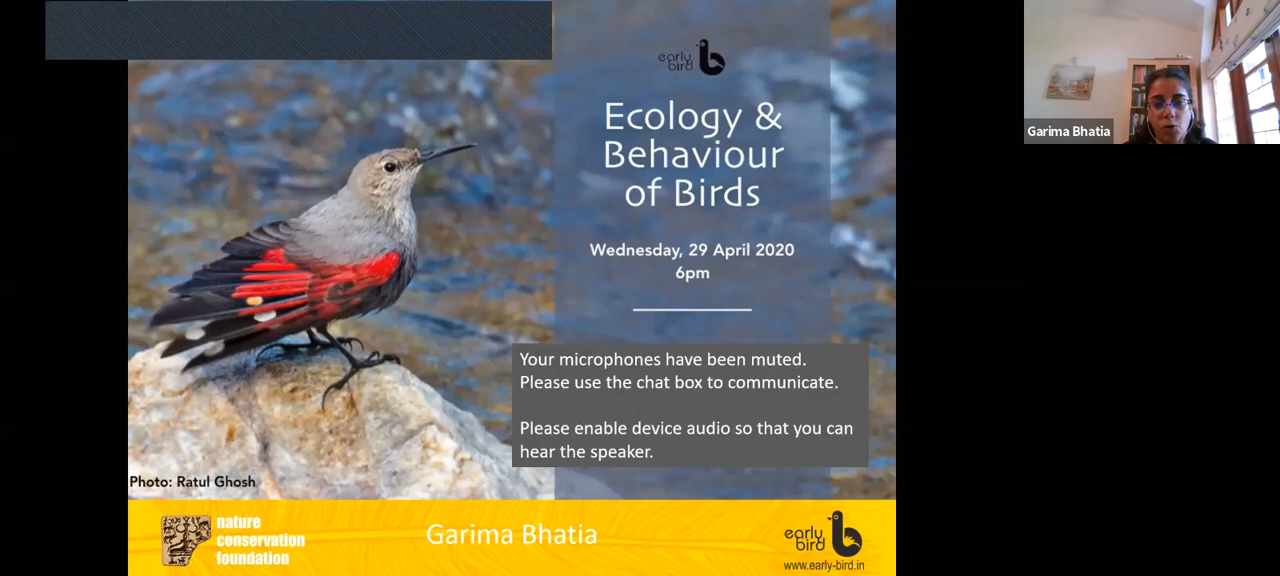 early
bird
Ecology &
Behaviour
of Birds
Wednesday, 29 April 2020
6pm
Your microphones have been muted.
Please use the chat box to communicate.
Please enable device audio so that you can
hear the speaker.
Photo: Ratul Ghosh
nature
conservation
foundation
Garima Bhatia
early
bird
www.early-bird.in
Garima Bhatia